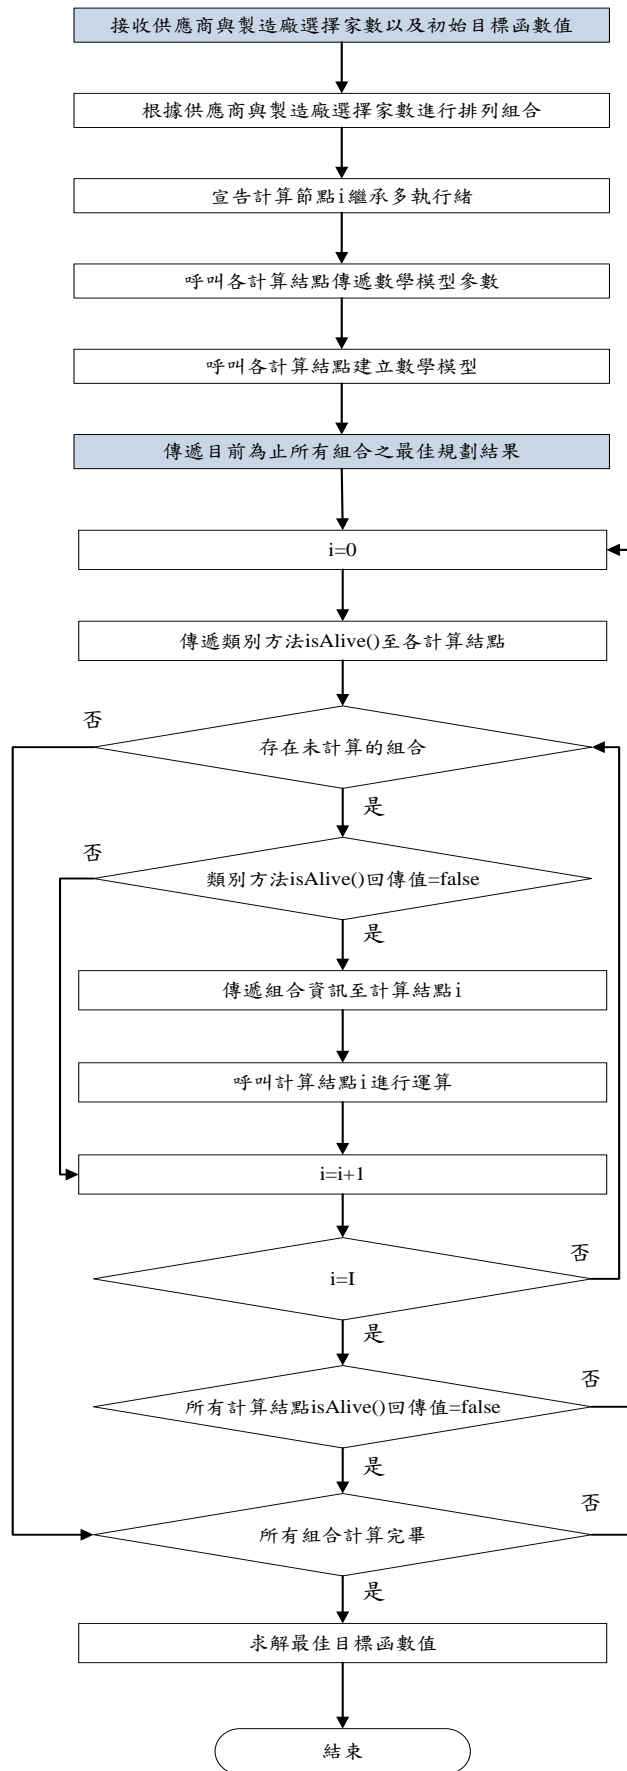 接收供應商與製造廠選擇家數以及初始目標函數值
根據供應商與製造廠選擇家數進行排列組合
宣告計算節點i繼承多執行緒
呼叫各計算結點傳遞數學模型參數
呼叫各計算結點建立數學模型
傳遞目前為止所有組合之最佳規劃結果
i=0
傳遞類別方法isAlive()至各計算結點
否
存在未計算的組合
是
否
類別方法isAlive()回傳值=false
是
傳遞組合資訊至計算結點i
呼叫計算結點i進行運算
i=i+1
否
i=I
是
否
所有計算結點isAlive()回傳值=false
是
否
所有組合計算完畢
是
求解最佳目標函數值
結束